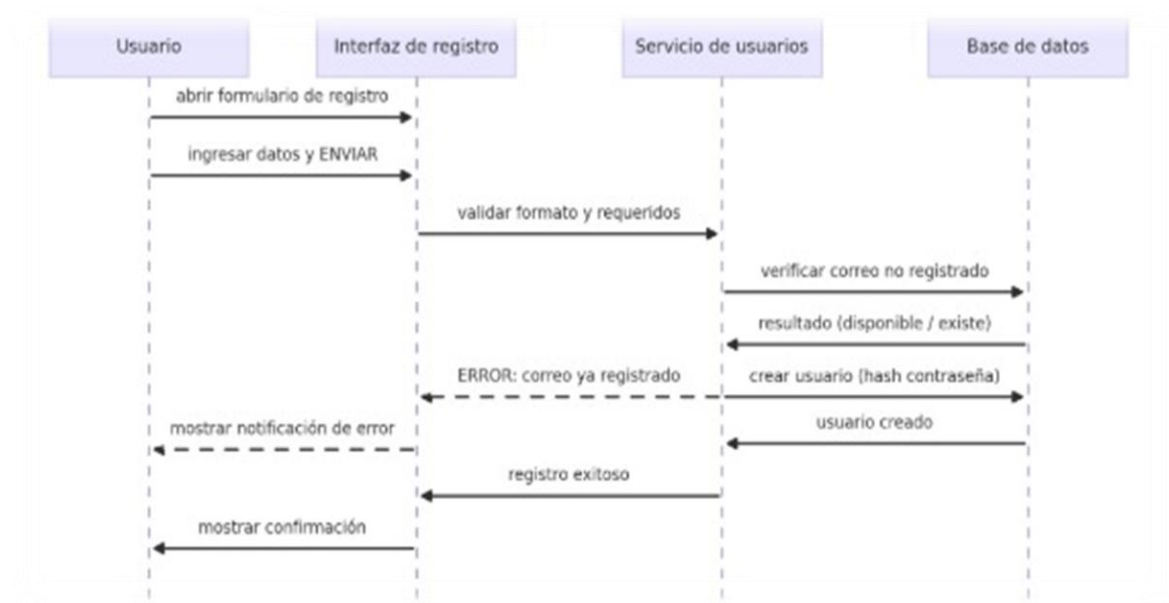 Usuario
Interfaz de registro
Servicio de usuarios
Base de datos
abrir formulario de registro
ingresar datos y ENVIAR
validar formato y requeridos
verificar correo no registrado
resultado (disponible / existe)
ERROR: correo ya registrado
crear usuario (hash contraseña)
usuario creado
mostrar notificación de error
registro exitoso
mostrar confirmación